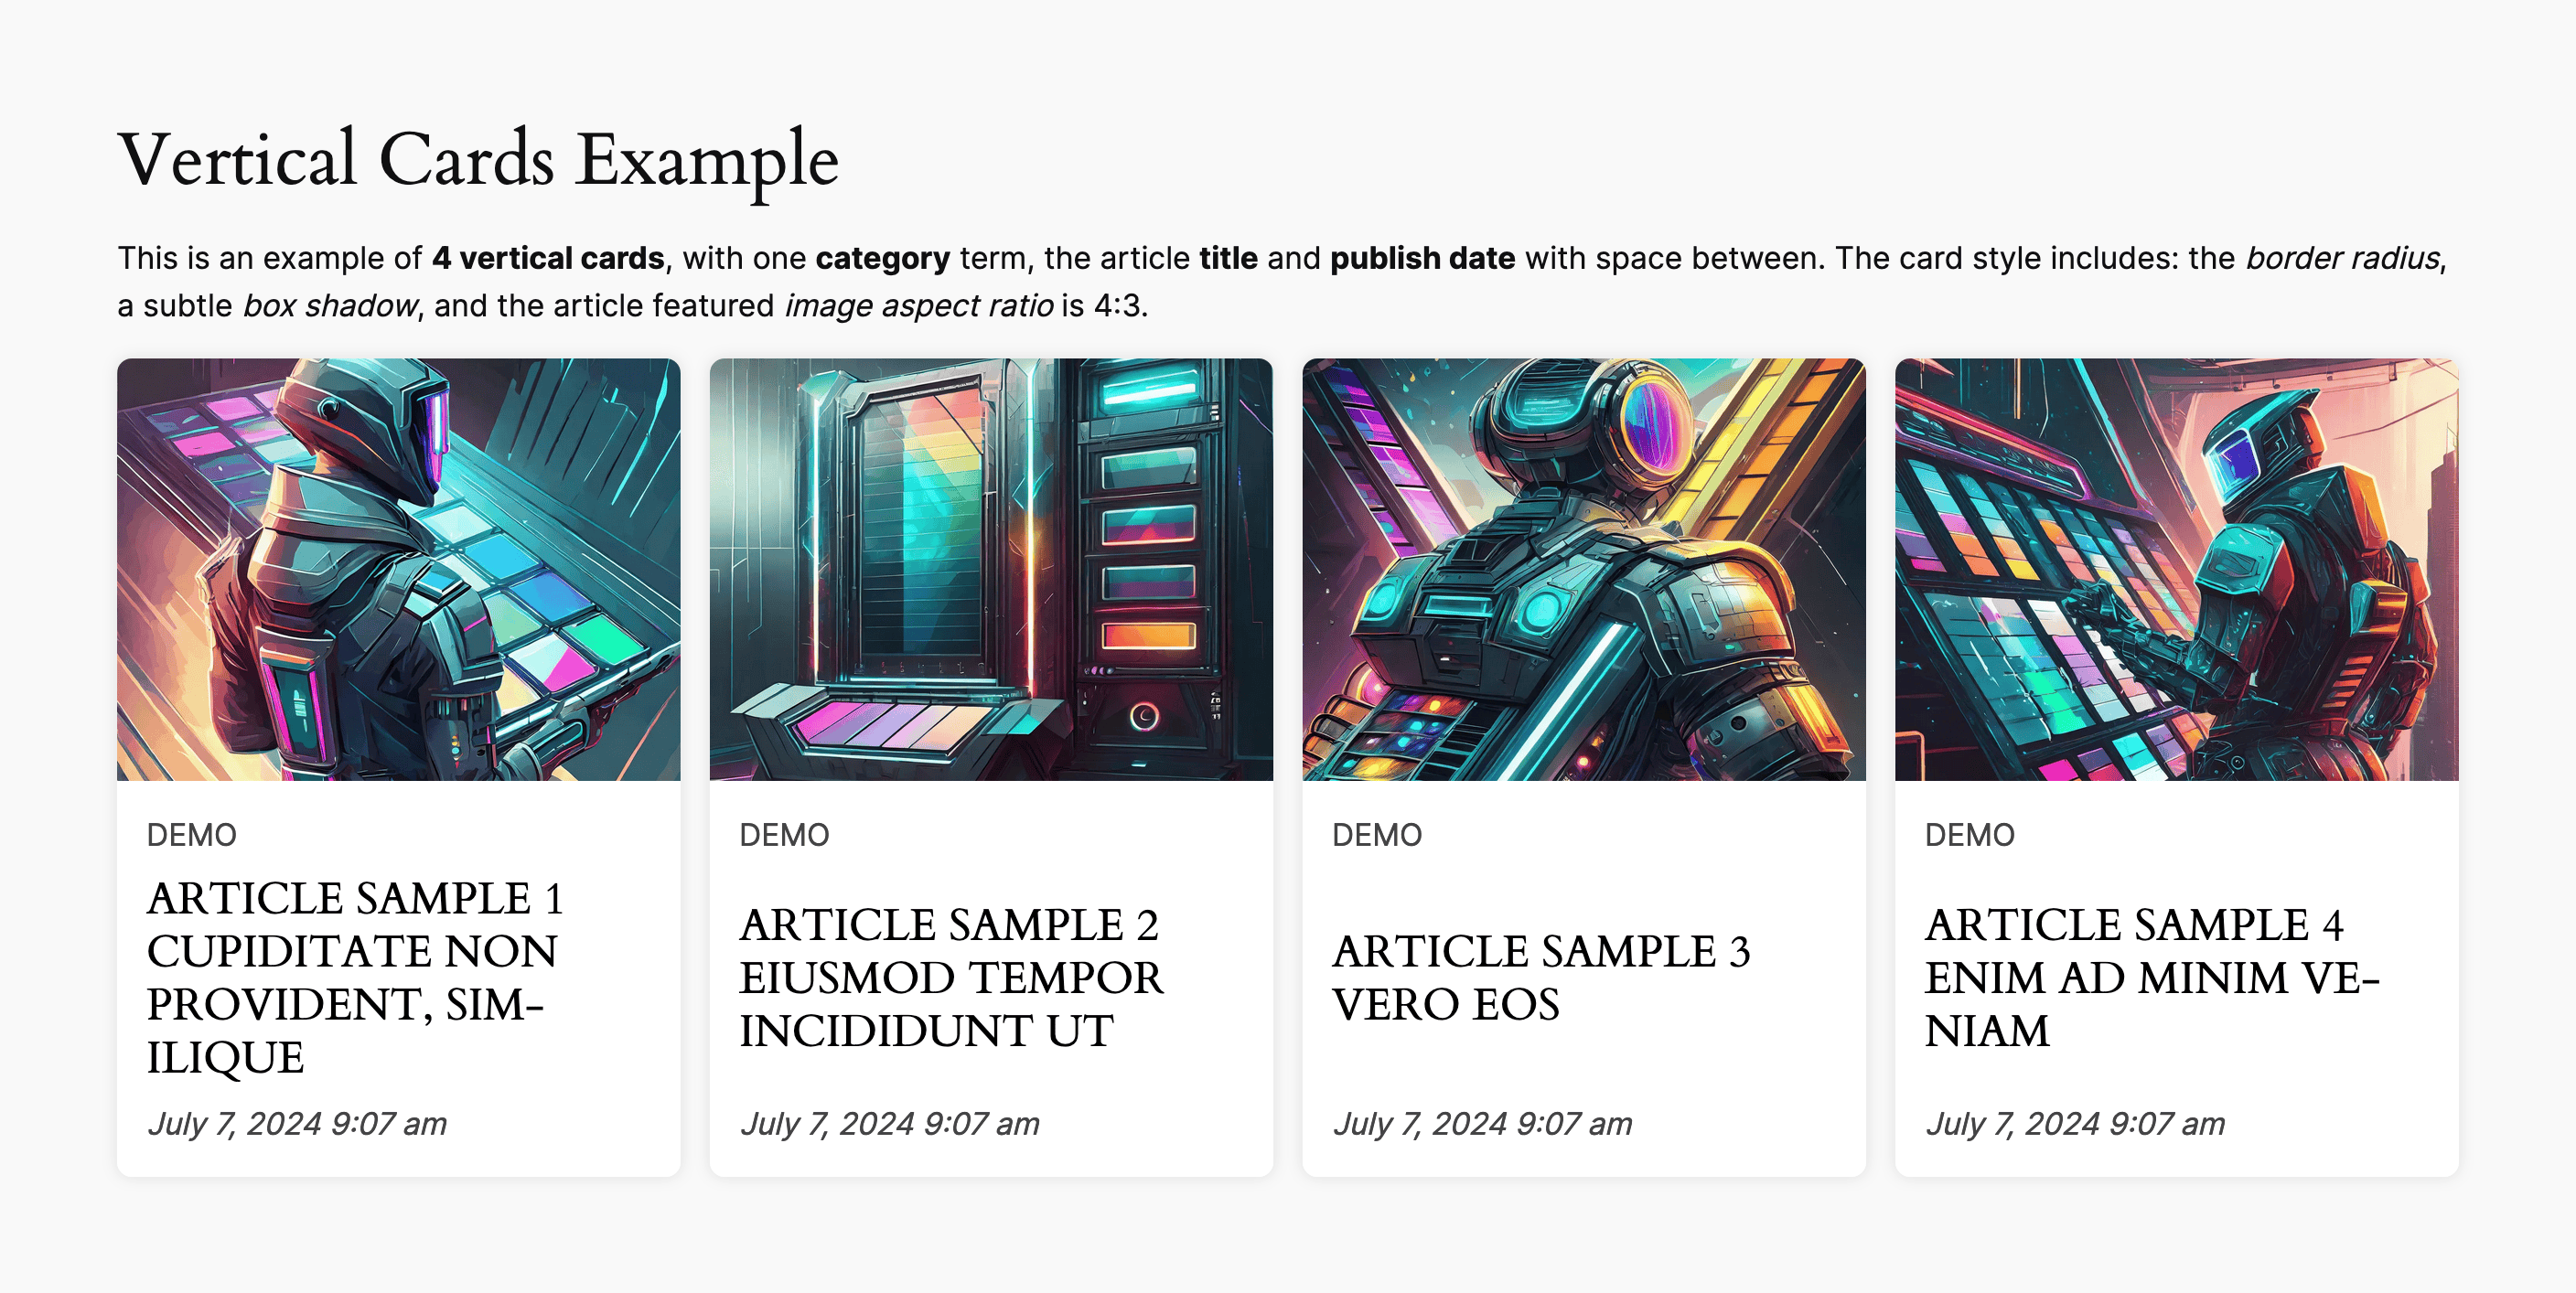 Vertical Cards Example
This is an example of 4 vertical cards, with one category term, the article title and publish date with space between. The card style includes: the border radius,
a subtle box shadow, and the article featured image aspect ratio is 4:3.
DEMO
ARTICLE SAMPLE 1
CUPIDITATE NON
PROVIDENT, SIM-
ILIQUE
July 7, 2024 9:07 am
DEMO
ARTICLE SAMPLE 2
EIUSMOD TEMPOR
INCIDIDUNT UT
July 7, 2024 9:07 am
DEMO
ARTICLE SAMPLE 3
VERO EOS
July 7, 2024 9:07 am
DEMO
ARTICLE SAMPLE 4
ENIM AD MINIM VE-
NIAM
July 7, 2024 9:07 am